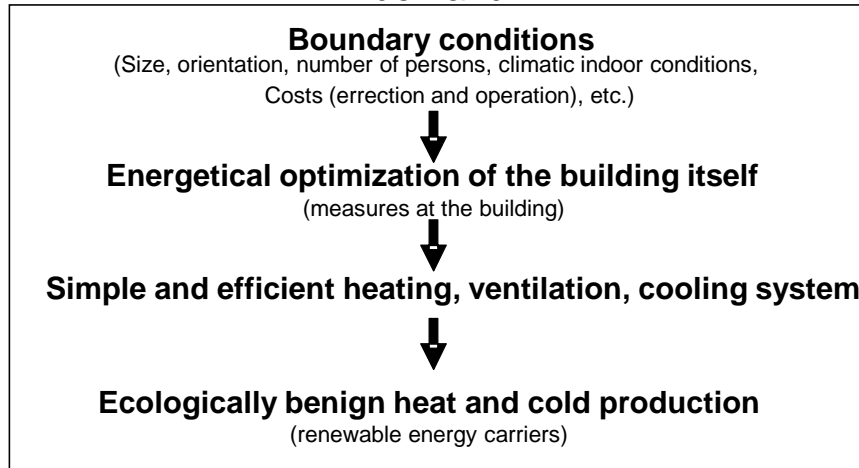 Boundary conditions
(Size, orientation, number of persons, climatic indoor conditions,
Costs (errection and operation), etc.)
Energetical optimization of the building itself
(measures at the building)
Simple and efficient heating, ventilation, cooling system
Ecologically benign heat and cold production
(renewable energy carriers)